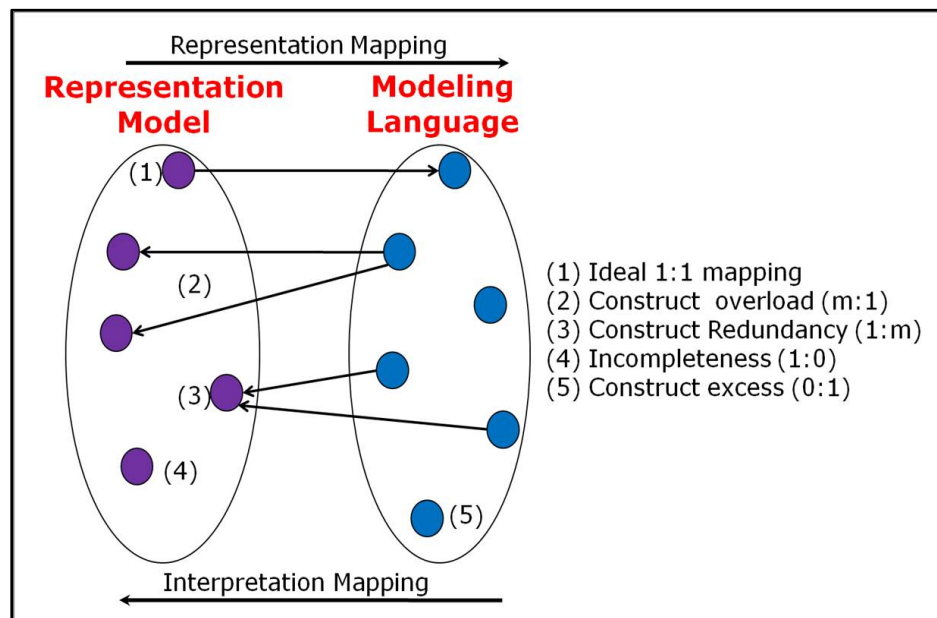 Representation Mapping
Representation
Model
Modeling
Language
(1)
(2)
(3)
(4)
(5)
(1) Ideal 1:1 mapping
(2) Construct overload (m:1)
(3) Construct Redundancy (1:m)
(4) Incompleteness (1:0)
(5) Construct excess (0:1)
Interpretation Mapping